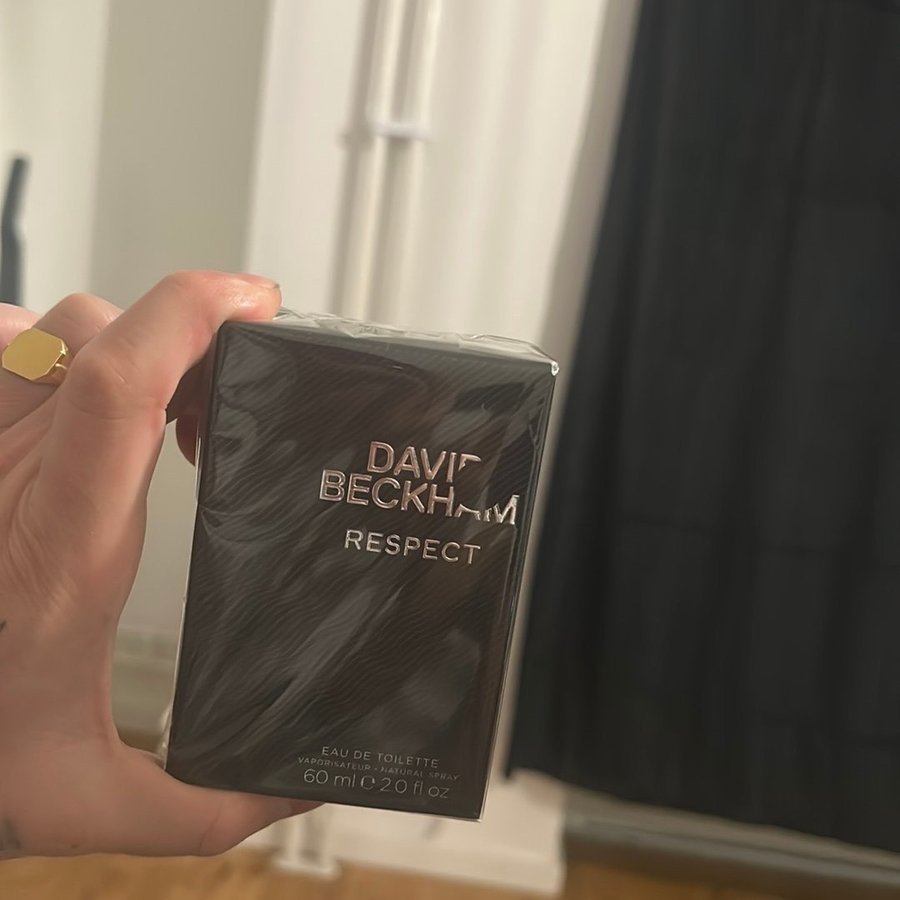 DAVID
BECKHAM
RESPECT
EAU DE TOILETTE
VAPORISATEUR • NATURAL SPRAY
60 ml ℮ 2.0 fl oz